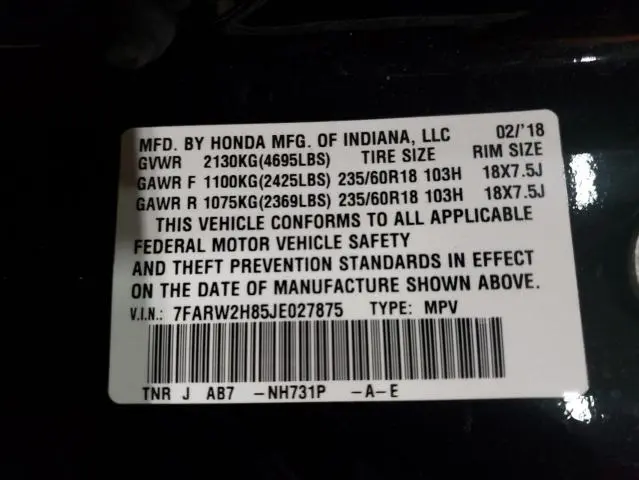 MFD. BY HONDA MFG. OF INDIANA, LLC 02/'18
GVWR 2130KG(4695LBS) TIRE SIZE RIM SIZE
GAWR F 1100KG(2425LBS) 235/60R18 103H 18X7.5J
GAWR R 1075KG(2369LBS) 235/60R18 103H 18X7.5J
THIS VEHICLE CONFORMS TO ALL APPLICABLE
FEDERAL MOTOR VEHICLE SAFETY
AND THEFT PREVENTION STANDARDS IN EFFECT
ON THE DATE OF MANUFACTURE SHOWN ABOVE.
V.I.N.: 7FARW2H85JE027875 TYPE: MPV
TNR J AB7 -NH731P -A-E